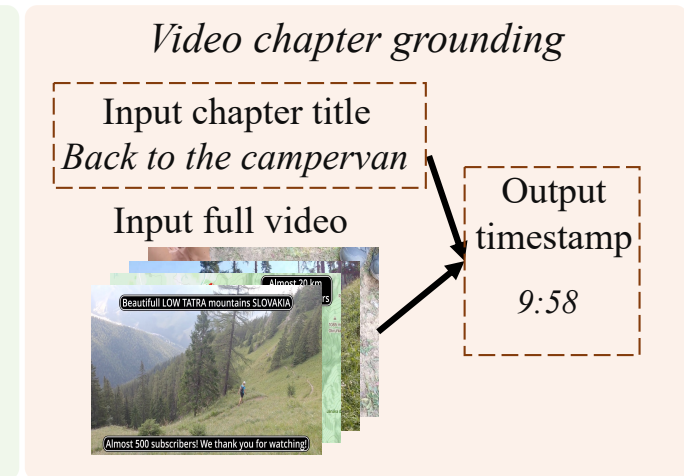 Video chapter grounding
Input chapter title
Back to the campervan
Input full video
Output
timestamp
9:58
Almost 20 km
rs
Beautifull LOW TATRA mountains SLOVAKIA
Almost 500 subscribers! We thank you for watching!